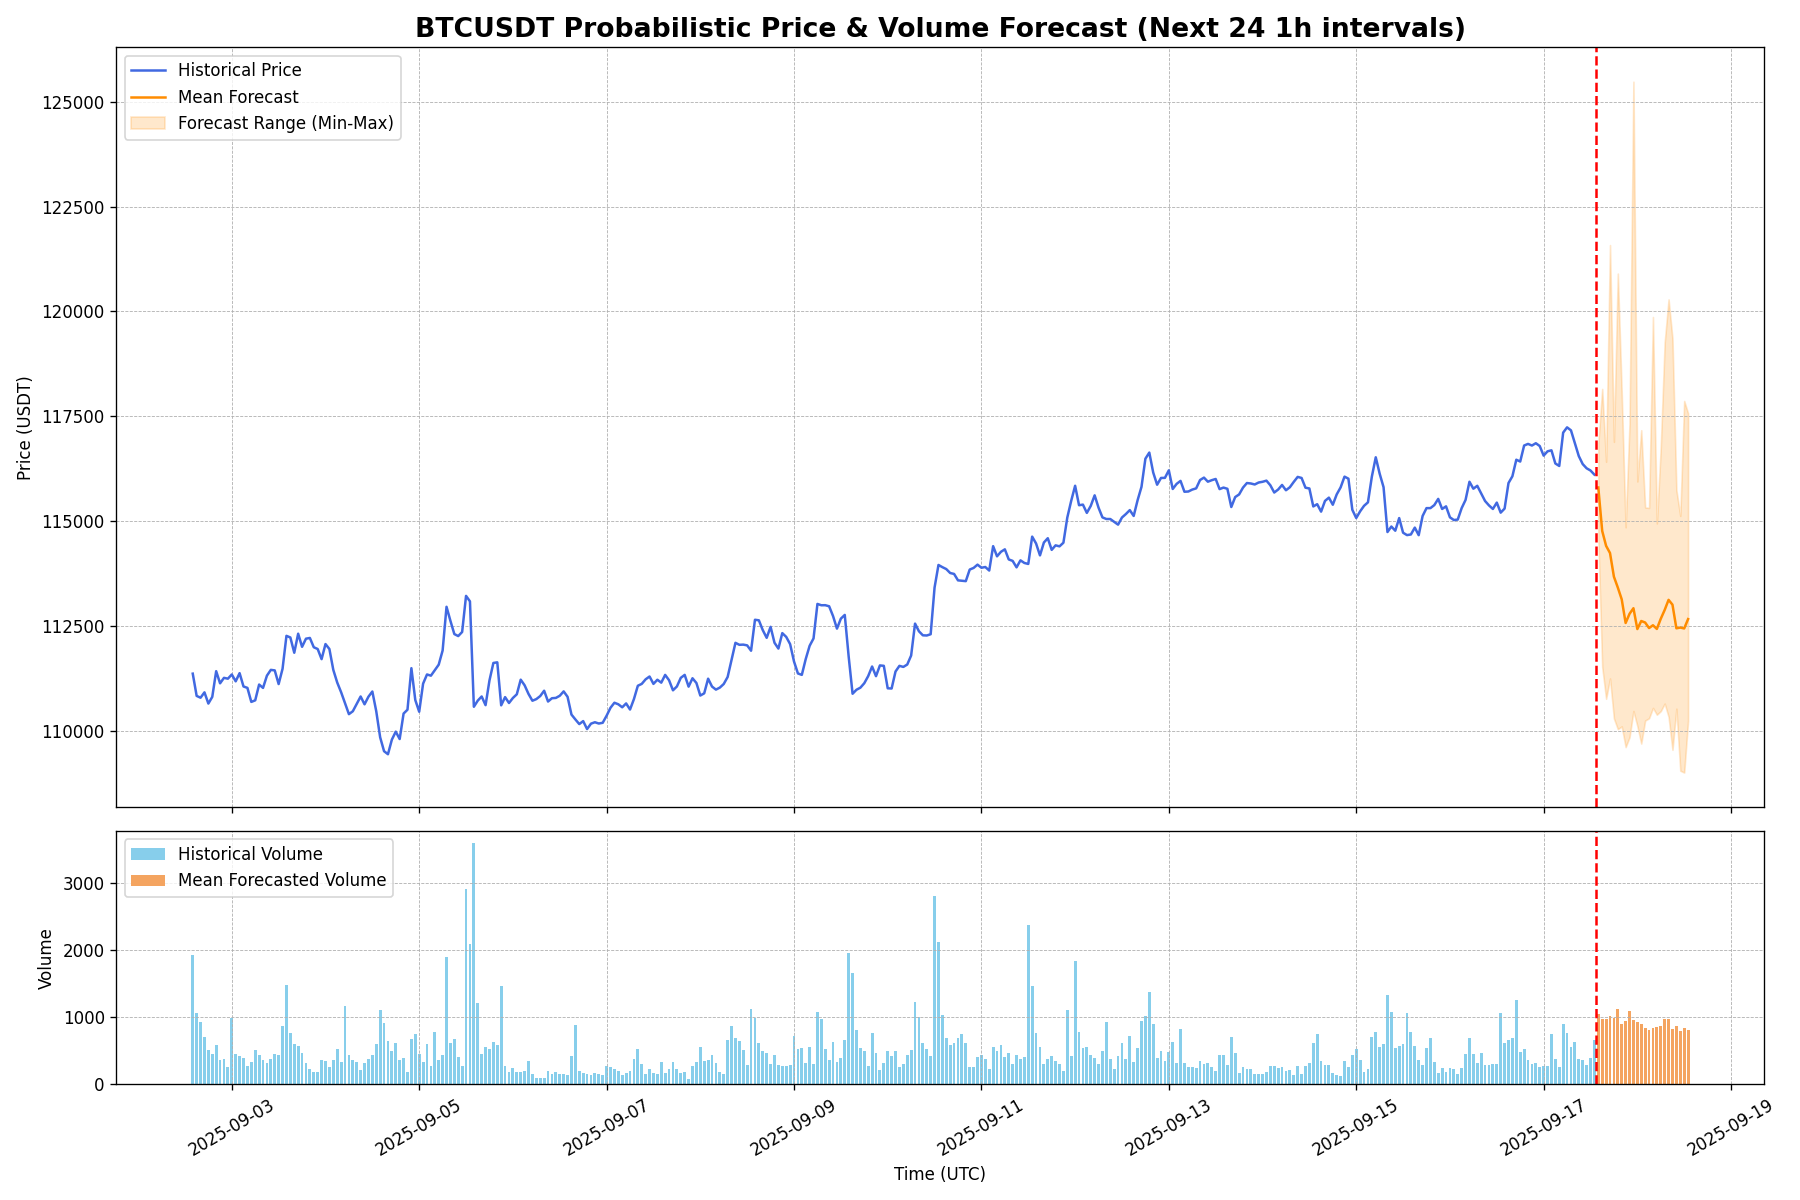 BTCUSDT Probabilistic Price & Volume Forecast (Next 24 1h intervals)
Historical Price
Mean Forecast
Forecast Range (Min-Max)
125000
122500
120000
117500
115000
112500
110000
Price (USDT)
Historical Volume
Mean Forecasted Volume
3000
2000
1000
0
Volume
2025-09-03
2025-09-05
2025-09-07
2025-09-09
2025-09-11
2025-09-13
2025-09-15
2025-09-17
2025-09-19
Time (UTC)